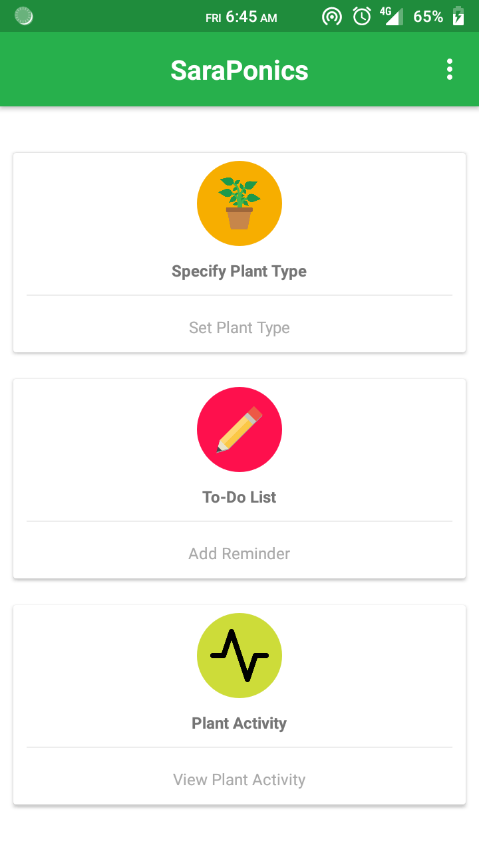 FRI 6:45 AM 4G 65%
SaraPonics
Specify Plant Type
Set Plant Type
To-Do List
Add Reminder
Plant Activity
View Plant Activity